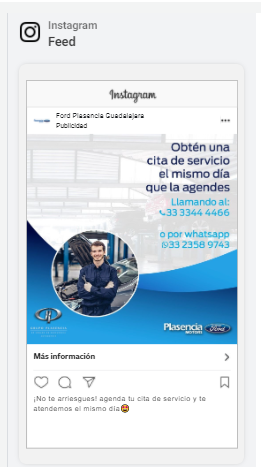 Instagram
Feed
Instagram
Ford Plasencia Guadalajara
Publicidad
Obtén una
cita de servicio
el mismo día
que la agendes
Llamando al:
33 3344 4466
o por whatsapp
33 2358 9743
GRUPO PLASENCIA
Plasencia
MOTORS
Ford
Más información
¡No te arriesgues! agenda tu cita de servicio y te
atendemos el mismo día